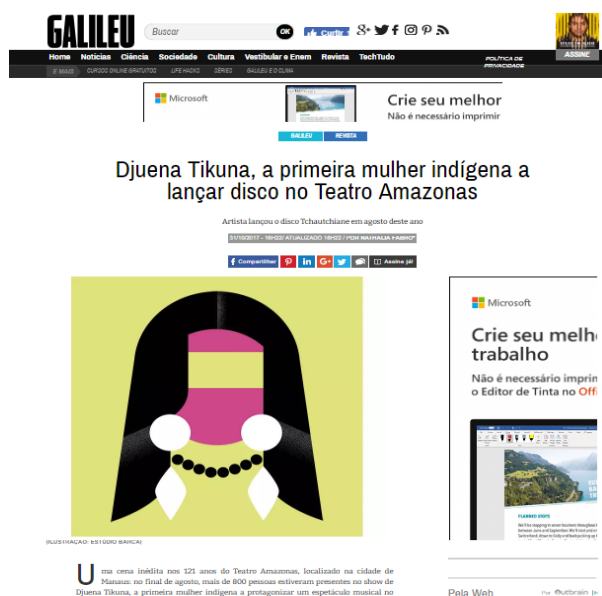 GALILEU
Buscar
OK
Curtir
ASSINE
Home Notícias Ciência Sociedade Cultura Vestibular e Enem Revista TechTudo
POLÍTICA DE PRIVACIDADE
E MAIS CURSOS ONLINE GRATUITOS LIFE HACKS SÉRIES GALILEU E O CLIMA
Microsoft
Crie seu melhor
Não é necessário imprimir
GALILEU REVISTA
Djuena Tikuna, a primeira mulher indígena a
lançar disco no Teatro Amazonas
Artista lançou o disco Tchautchiane em agosto deste ano
31/10/2017 - 16H22/ ATUALIZADO 16H22 / POR NATHALIA FABRO*
Compartilhar
Assine já!
Microsoft
Crie seu melh
trabalho
Não é necessário imprin
o Editor de Tinta no Offi
PLANNED STOPS
(ILUSTRAÇÃO: ESTÚDIO BARCA)
Uma cena inédita nos 121 anos do Teatro Amazonas, localizado na cidade de
Manaus: no final de agosto, mais de 800 pessoas estiveram presentes no show de
Djuena Tikuna, a primeira mulher indígena a protagonizar um espetáculo musical no
Pela Web
Por Outbrain